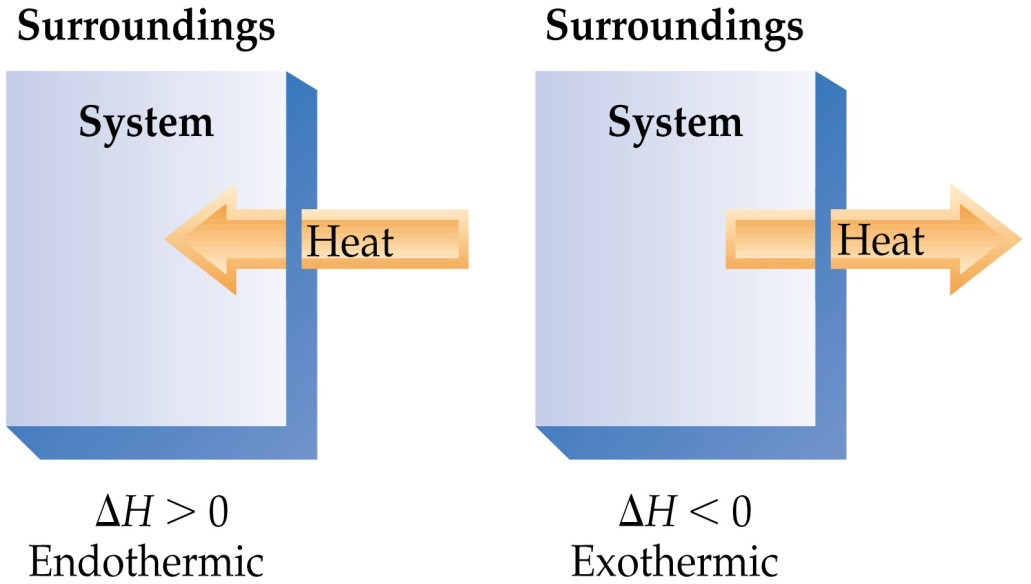 Surroundings
System
Heat
ΔH > 0
Endothermic
Surroundings
System
Heat
ΔH < 0
Exothermic